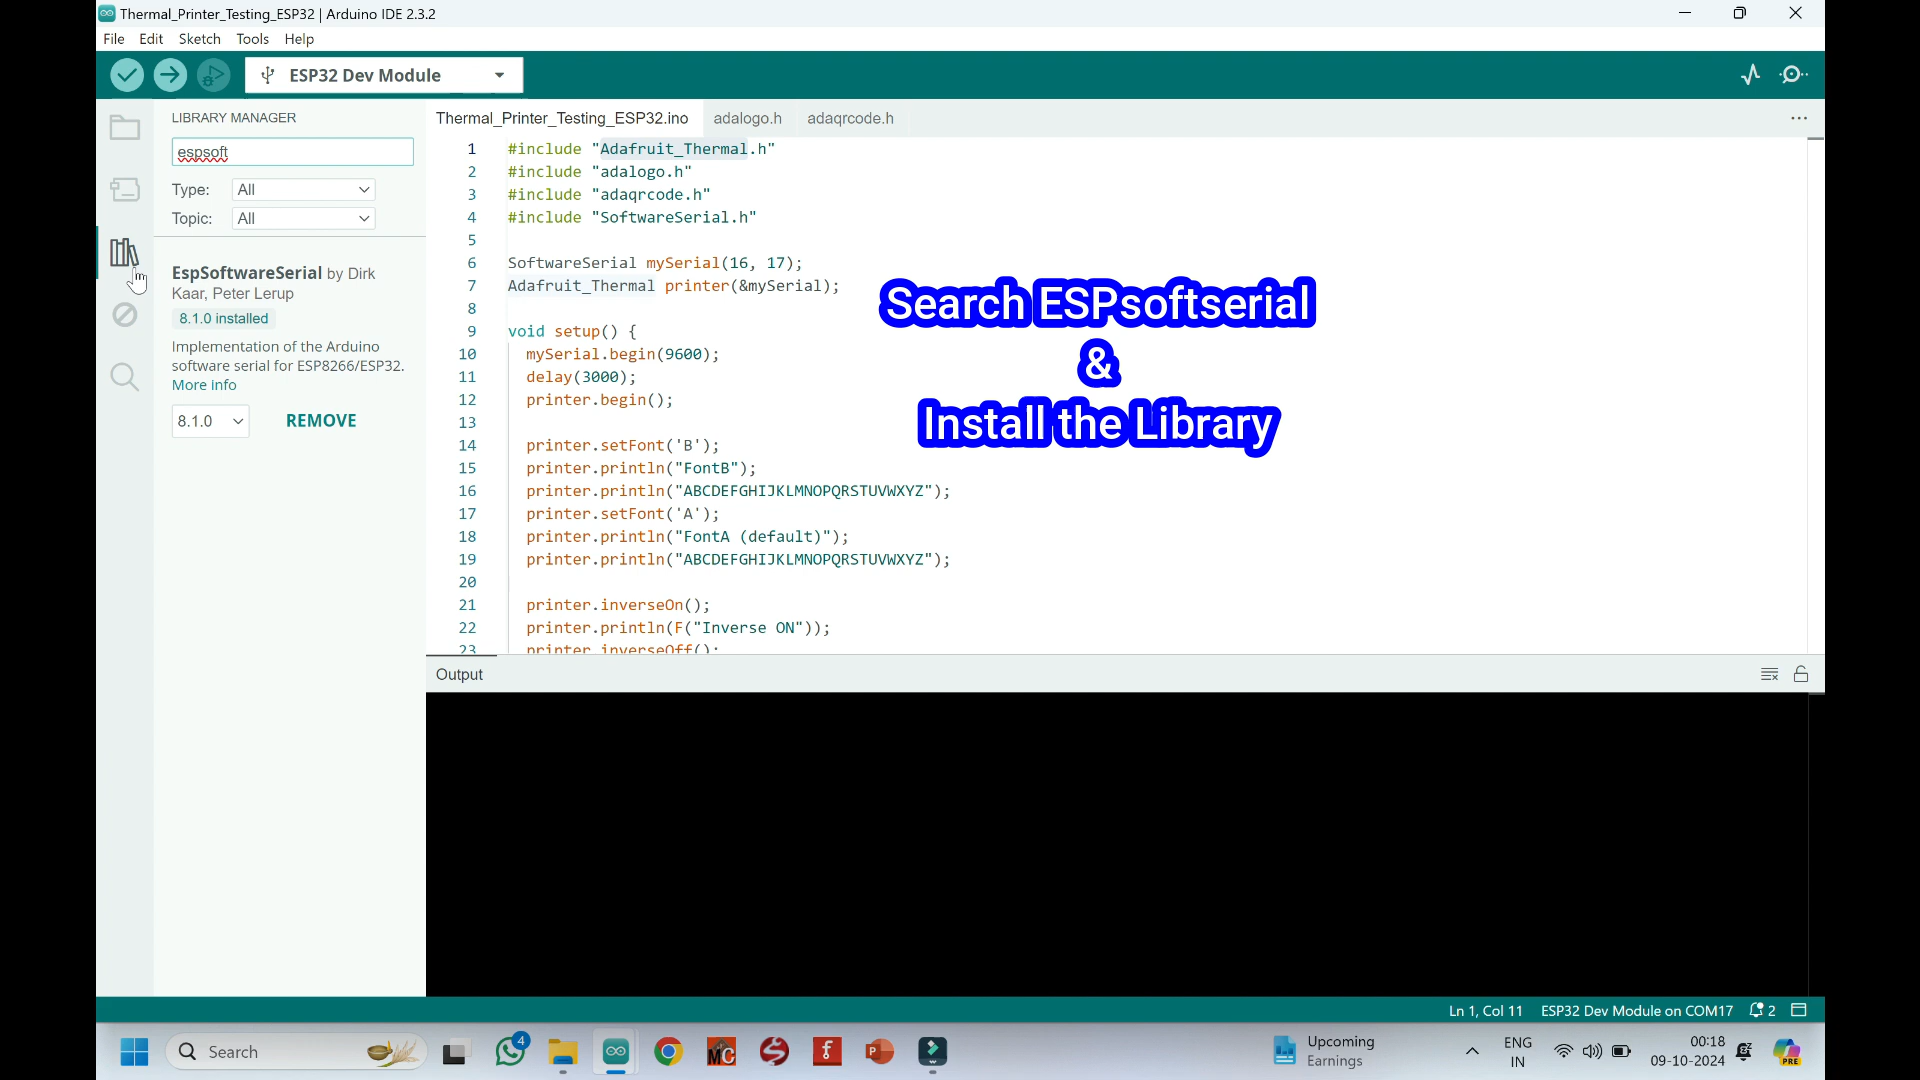 Thermal_Printer_Testing_ESP32 | Arduino IDE 2.3.2
File Edit Sketch Tools Help
ESP32 Dev Module
LIBRARY MANAGER
espsoft
Type: All
Topic: All
EspSoftwareSerial by Dirk
Kaar, Peter Lerup
8.1.0 installed
Implementation of the Arduino
software serial for ESP8266/ESP32.
More info
8.1.0 REMOVE
Thermal_Printer_Testing_ESP32.ino adalogo.h adaqrcode.h
1 #include "Adafruit_Thermal.h"
2 #include "adalogo.h"
3 #include "adaqrcode.h"
4 #include "SoftwareSerial.h"
5
6 SoftwareSerial mySerial(16, 17);
7 Adafruit_Thermal printer(&mySerial);
8
9 void setup() {
10 mySerial.begin(9600);
11 delay(3000);
12 printer.begin();
13
14 printer.setFont('B');
15 printer.println("FontB");
16 printer.println("ABCDEFGHIJKLMNOPQRSTUVWXYZ");
17 printer.setFont('A');
18 printer.println("FontA (default)");
19 printer.println("ABCDEFGHIJKLMNOPQRSTUVWXYZ");
20
21 printer.inverseOn();
22 printer.println(F("Inverse ON"));
23 printer.inverseOff();
Search ESPsoftserial
&
Install the Library
Output
Ln 1, Col 11 ESP32 Dev Module on COM17 2
Search
4
MC
Upcoming
Earnings
ENG
IN
00:18
09-10-2024
PRE